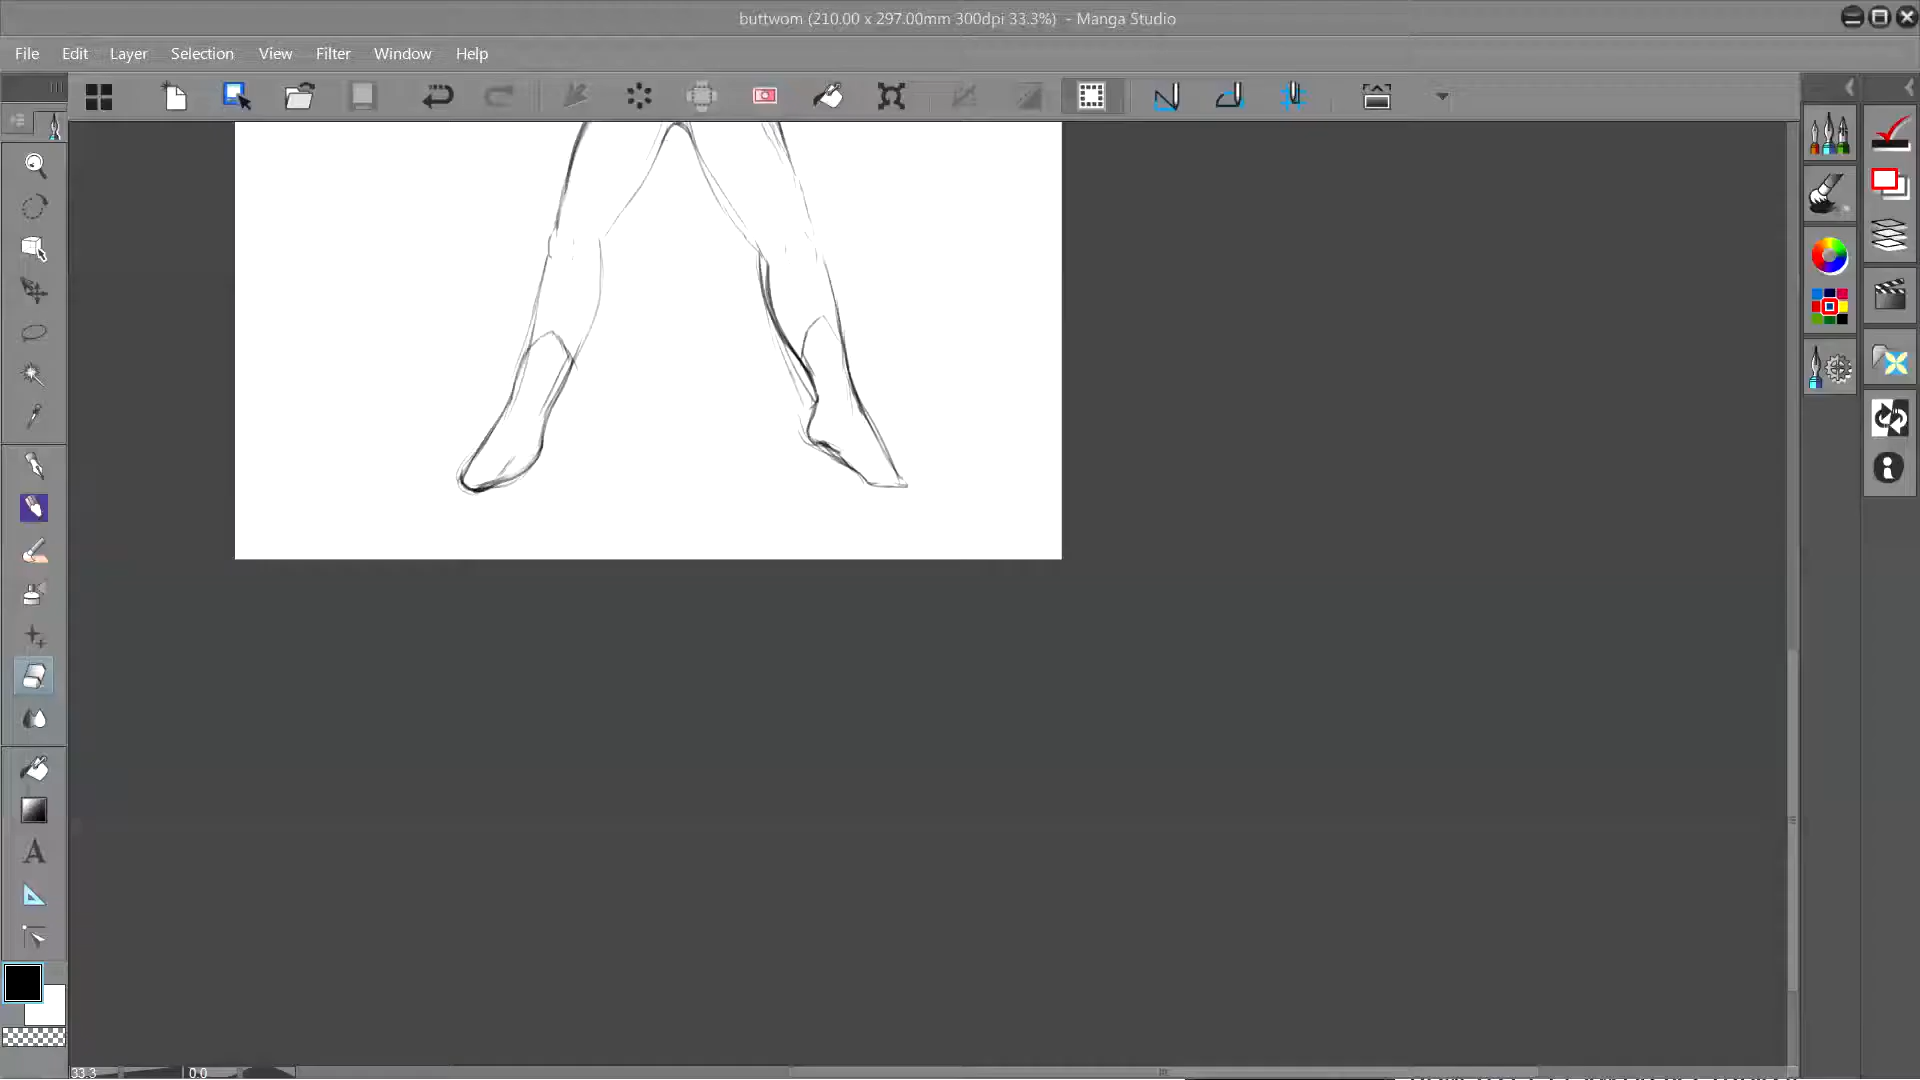 buttwom (210.00 x 297.00mm 300dpi 33.3%) - Manga Studio
File Edit Layer Selection View Filter Window Help
33.3 0.0